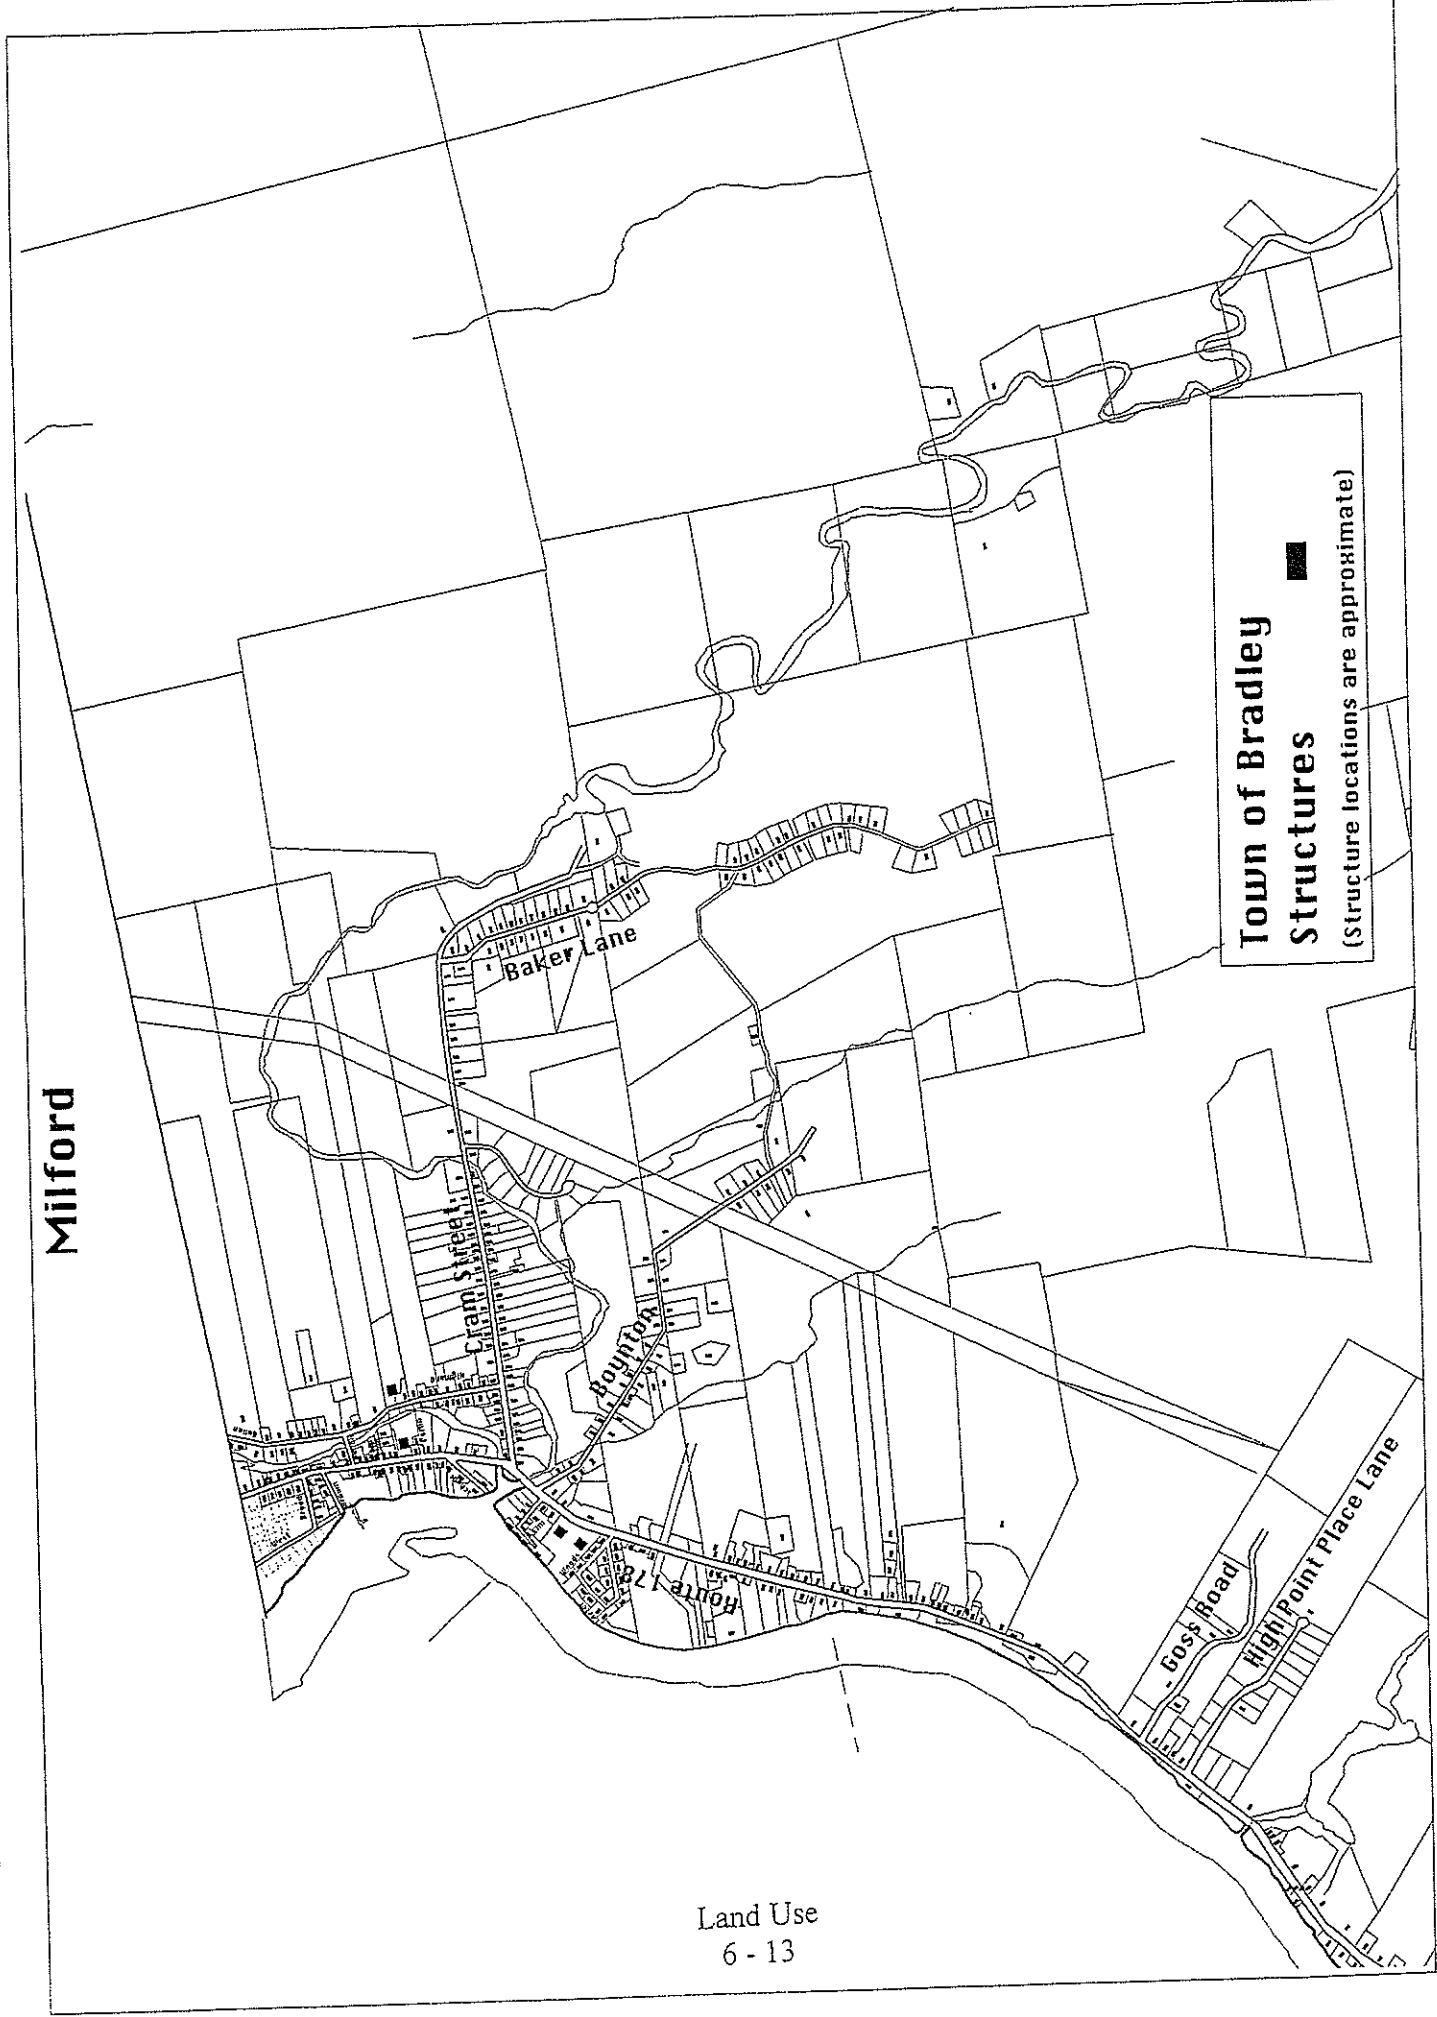 Milford
Cram Street
Baker Lane
Boynton
Route 178
Goss Road
High Point Place Lane
Town of Bradley
Structures
(Structure locations are approximate)
Land Use
6 - 13